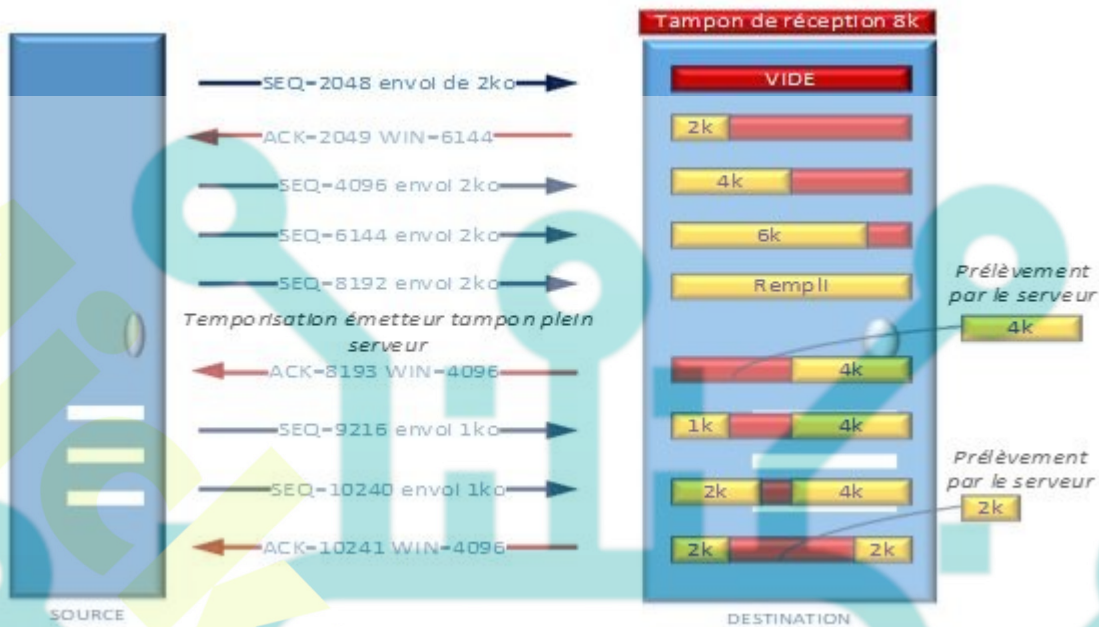 Tampon de réception 8k
SEQ=2048 envoi de 2ko
VIDE
ACK=2049 WIN=6144
2k
SEQ=4096 envoi 2ko
4k
SEQ=6144 envoi 2ko
6k
SEQ=8192 envoi 2ko
Rempli
Prélèvement
par le serveur
4k
Temporisation émetteur tampon plein
serveur
ACK=8193 WIN=4096
4k
SEQ=9216 envoi 1ko
1k
4k
Prélèvement
par le serveur
2k
SEQ=10240 envoi 1ko
2k
4k
ACK=10241 WIN=4096
2k
2k
SOURCE
DESTINATION